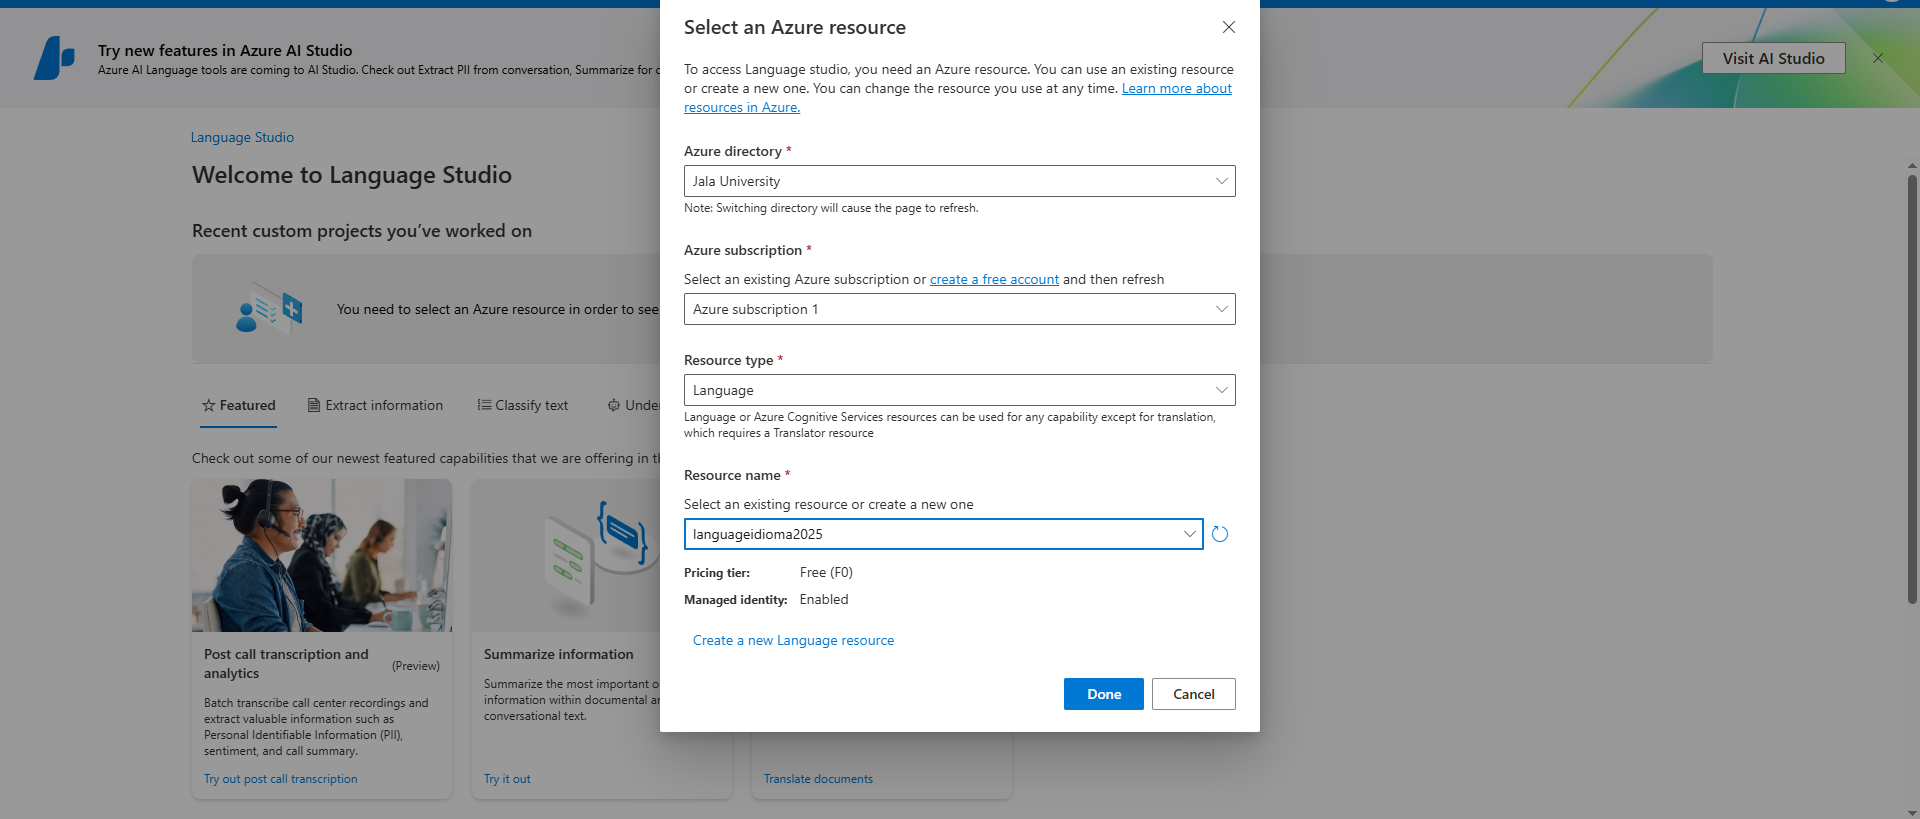 Try new features in Azure AI Studio
Azure AI Language tools are coming to AI Studio. Check out Extract PII from conversation, Summarize for
Visit AI Studio
Language Studio
Welcome to Language Studio
Recent custom projects you've worked on
You need to select an Azure resource in order to see
Featured
Extract information
Classify text
Check out some of our newest featured capabilities that we are offering in
Post call transcription and
analytics
(Preview)
Batch transcribe call center recordings and
extract valuable information such as
Personal Identifiable Information (PII),
sentiment, and call summary.
Try out post call transcription
Summarize information
Summarize the most important
information within documental
conversational text.
Try it out
Translate documents
Select an Azure resource
To access Language studio, you need an Azure resource. You can use an existing resource
or create a new one. You can change the resource you use at any time. Learn more about
resources in Azure.
Azure directory *
Jala University
Note: Switching directory will cause the page to refresh.
Azure subscription *
Select an existing Azure subscription or create a free account and then refresh
Azure subscription 1
Resource type *
Language
Language or Azure Cognitive Services resources can be used for any capability except for translation,
which requires a Translator resource
Resource name *
Select an existing resource or create a new one
languageidioma2025
Pricing tier: Free (F0)
Managed identity: Enabled
Create a new Language resource
Done
Cancel